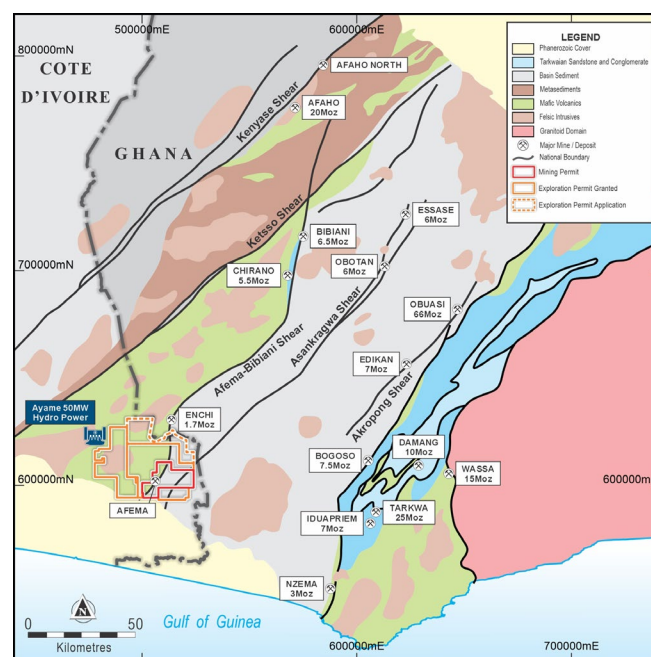 500000mE
600000mE
800000mN
COTE
D'IVOIRE
AFAHO NORTH
Kenyase Shear
AFAHO
20Moz
GHANA
Ketsso Shear
ESSASE
6Moz
BIBIANI
6.5Moz
OBOTAN
6Moz
700000mN
CHIRANO
5.5Moz
OBUASI
66Moz
Asankragwa Shear
Afema-Bibiani Shear
EDIKAN
7Moz
Akropong Shear
Ayame 50MW
Hydro Power
ENCHI
1.7Moz
DAMANG
10Moz
BOGOSO
7.5Moz
WASSA
15Moz
600000mN
600000mN
AFEMA
TARKWA
25Moz
IDUAPRIEM
7Moz
NZEMA
3Moz
N
0
50
Kilometres
Gulf of Guinea
600000mE
700000mE
LEGEND
Phanerozoic Cover
Tarkwaian Sandstone and Conglomerate
Basin Sediment
Metasediments
Mafic Volcanics
Felsic Intrusives
Granitoid Domain
Major Mine / Deposit
National Boundary
Mining Permit
Exploration Permit Granted
Exploration Permit Application